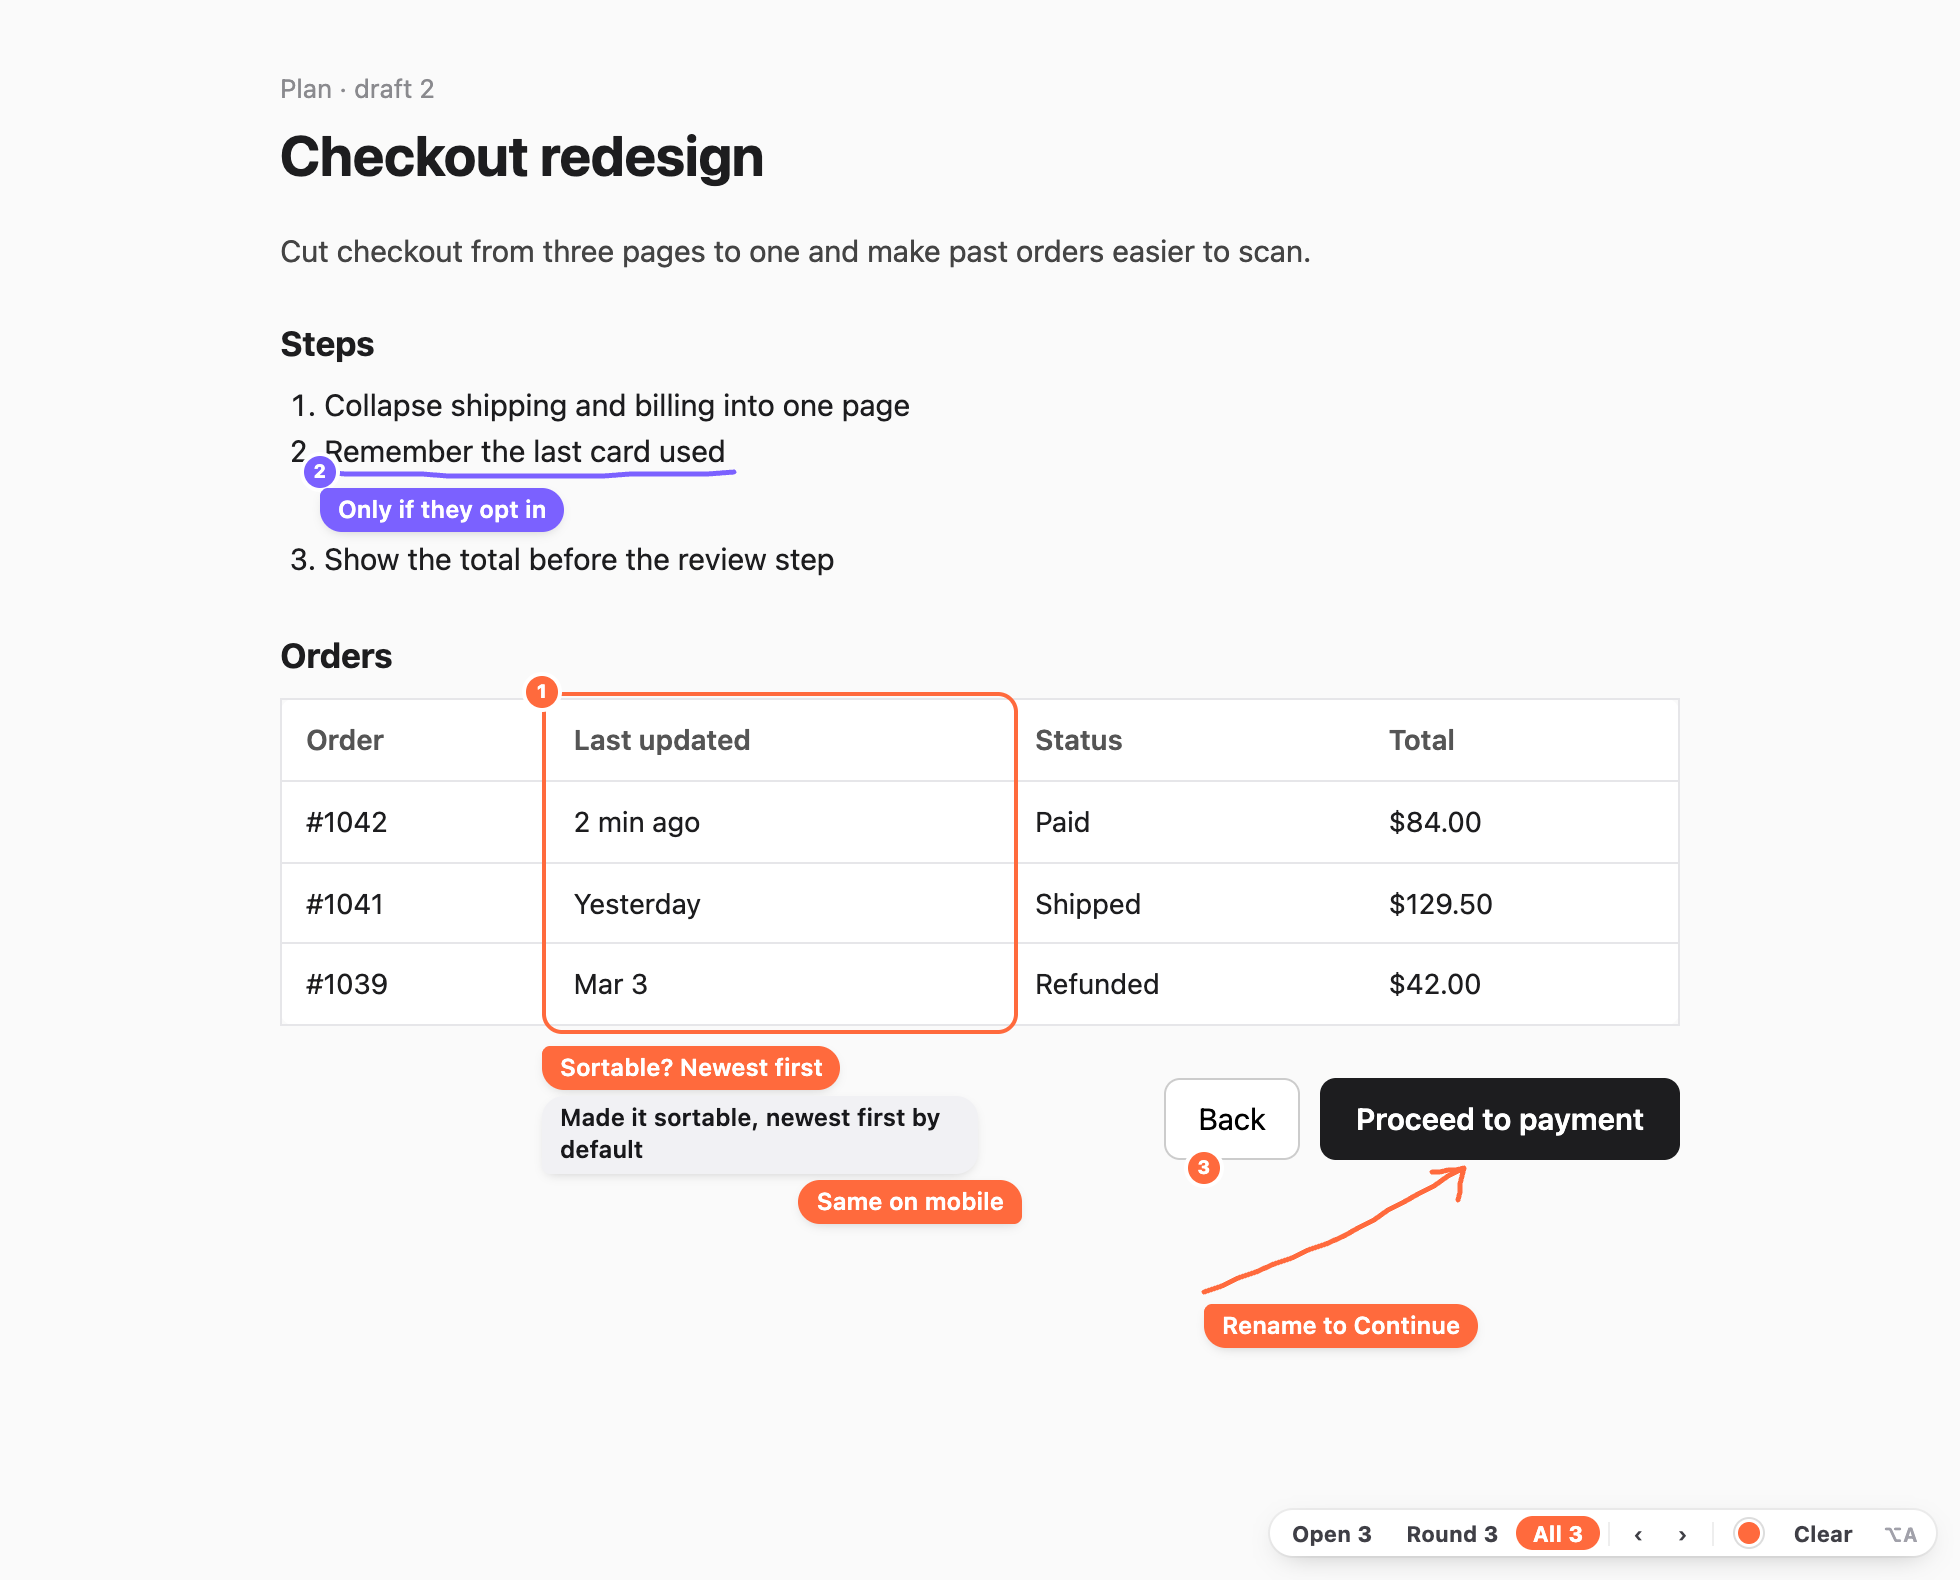 Plan · draft 2
Checkout redesign
Cut checkout from three pages to one and make past orders easier to scan.
Steps
1. Collapse shipping and billing into one page
2. Remember the last card used
2
Only if they opt in
3. Show the total before the review step
Orders
1
Order Last updated Status Total
#1042 2 min ago Paid $84.00
#1041 Yesterday Shipped $129.50
#1039 Mar 3 Refunded $42.00
Sortable? Newest first
Made it sortable, newest first by
default
Same on mobile
Back Proceed to payment
3
Rename to Continue
Open 3 Round 3 All 3 ‹ › Clear ⌥A